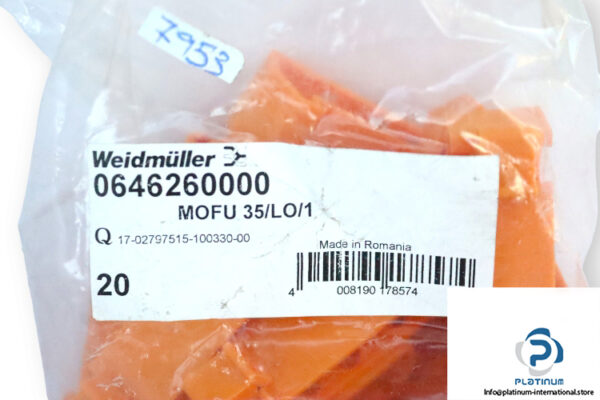 7953
Weidmüller
0646260000
MOFU 35/LO/1
Q 17-02797515-100330-00
Made in Romania
20
4 008190 178574
PLATINUM
Info@platinum-international.store